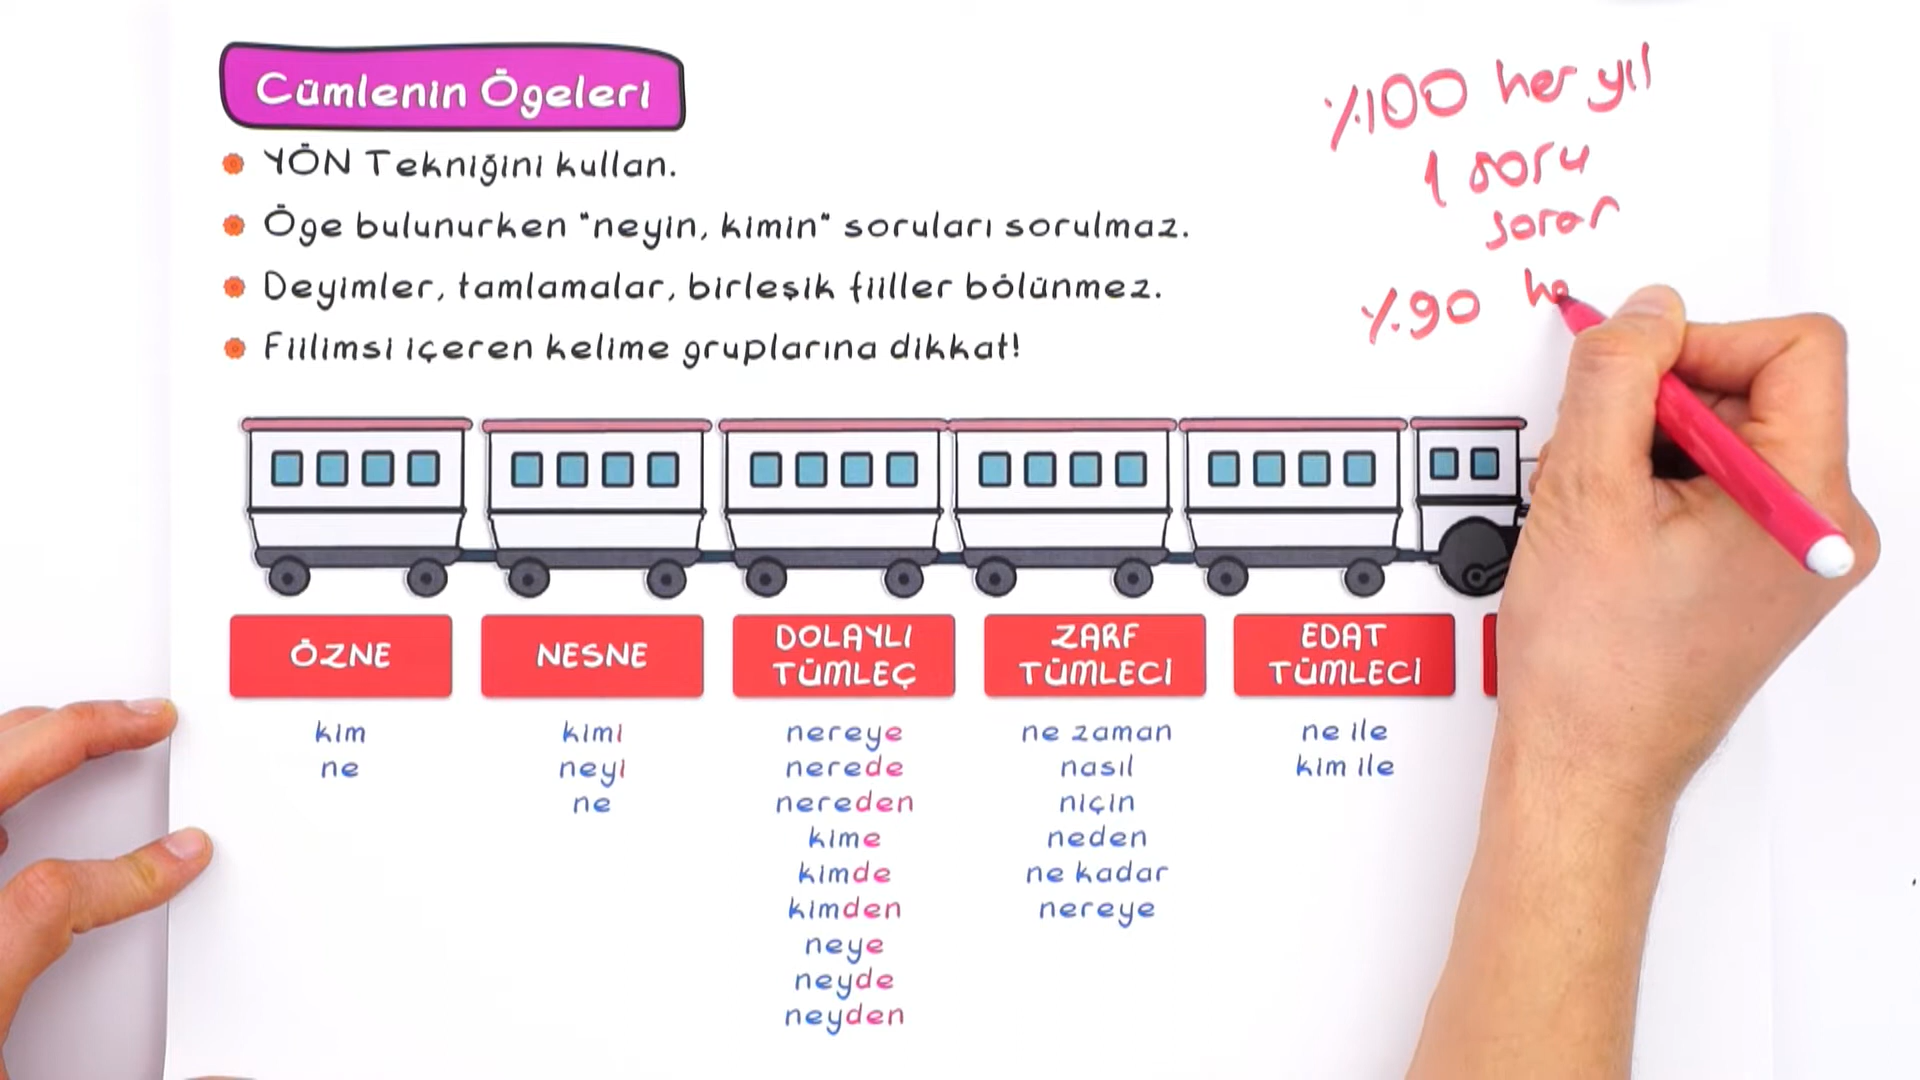 Cümlenin Ögeleri
YÖN Tekniğini kullan.
Öge bulunurken "neyin, kimin" soruları sorulmaz.
Deyimler, tamlamalar, birleşik fiiller bölünmez.
Fiilimsi içeren kelime gruplarına dikkat!
%100 her yıl
1 soru
sorar
%90
ÖZNE
kim
ne
NESNE
kimi
neyi
ne
DOLAYLI
TÜMLEÇ
nereye
nerede
nereden
kime
kimde
kimden
neye
neyde
neyden
ZARF
TÜMLECİ
ne zaman
nasıl
niçin
neden
ne kadar
nereye
EDAT
TÜMLECİ
ne ile
kim ile